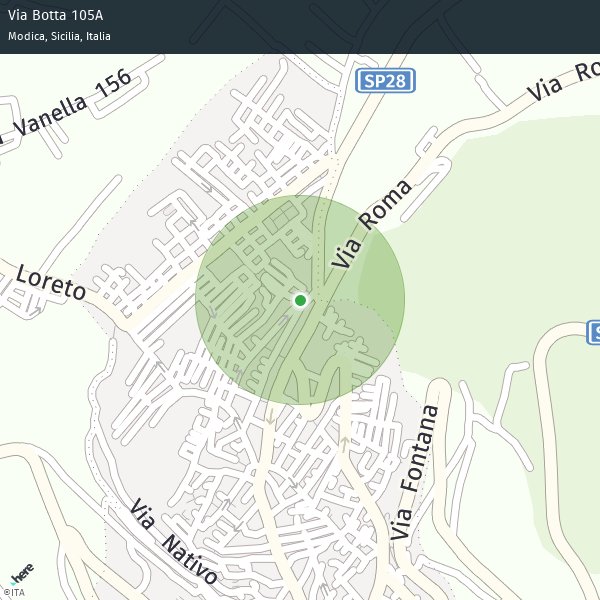 Via Botta 105A
Modica, Sicilia, Italia
SP28
Via Ro
Vanella 156
Via Roma
Loreto
S
Via Fontana
Via Nativo
here
©ITA